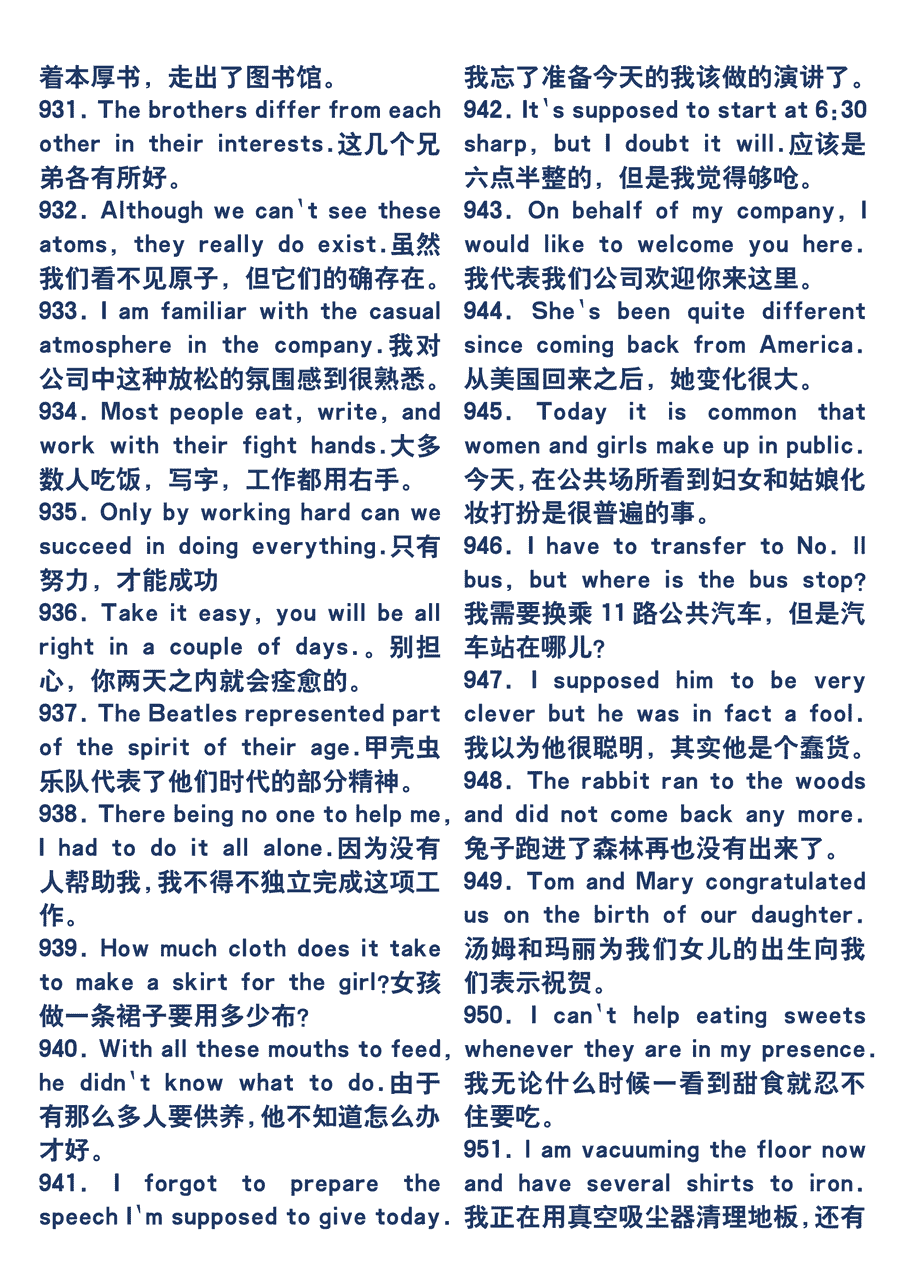 着本厚书，走出了图书馆。
931. The brothers differ from each
other in their interests.这几个兄
弟各有所好。
932. Although we can't see these
atoms, they really do exist.虽然
我们看不见原子，但它们的确存在。
933. I am familiar with the casual
atmosphere in the company.我对
公司中这种放松的氛围感到很熟悉。
934. Most people eat, write, and
work with their fight hands.大多
数人吃饭，写字，工作都用右手。
935. Only by working hard can we
succeed in doing everything.只有
努力，才能成功
936. Take it easy, you will be all
right in a couple of days.。别担
心，你两天之内就会痊愈的。
937. The Beatles represented part
of the spirit of their age.甲壳虫
乐队代表了他们时代的部分精神。
938. There being no one to help me,
I had to do it all alone.因为没有
人帮助我,我不得不独立完成这项工
作。
939. How much cloth does it take
to make a skirt for the girl?女孩
做一条裙子要用多少布?
940. With all these mouths to feed,
he didn't know what to do.由于
有那么多人要供养,他不知道怎么办
才好。
941. I forgot to prepare the
speech I'm supposed to give today.
我忘了准备今天的我该做的演讲了。
942. It's supposed to start at 6:30
sharp, but I doubt it will.应该是
六点半整的，但是我觉得够呛。
943. On behalf of my company, I
would like to welcome you here.
我代表我们公司欢迎你来这里。
944. She's been quite different
since coming back from America.
从美国回来之后，她变化很大。
945. Today it is common that
women and girls make up in public.
今天,在公共场所看到妇女和姑娘化
妆打扮是很普遍的事。
946. I have to transfer to No. ll
bus, but where is the bus stop?
我需要换乘 11 路公共汽车，但是汽
车站在哪儿?
947. I supposed him to be very
clever but he was in fact a fool.
我以为他很聪明，其实他是个蠢货。
948. The rabbit ran to the woods
and did not come back any more.
兔子跑进了森林再也没有出来了。
949. Tom and Mary congratulated
us on the birth of our daughter.
汤姆和玛丽为我们女儿的出生向我
们表示祝贺。
950. I can't help eating sweets
whenever they are in my presence.
我无论什么时候一看到甜食就忍不
住要吃。
951. I am vacuuming the floor now
and have several shirts to iron.
我正在用真空吸尘器清理地板,还有